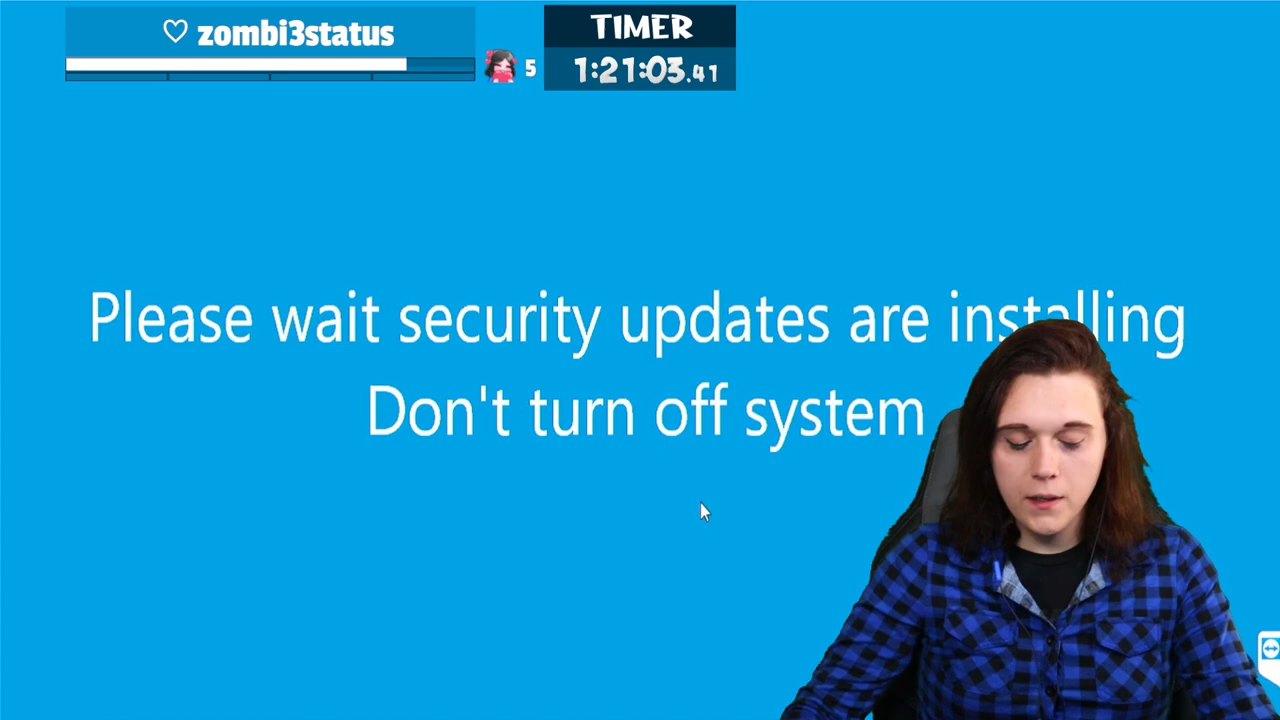 ♡ zombi3status
5
TIMER
1:21:03.41
Please wait security updates are installing
Don't turn off system